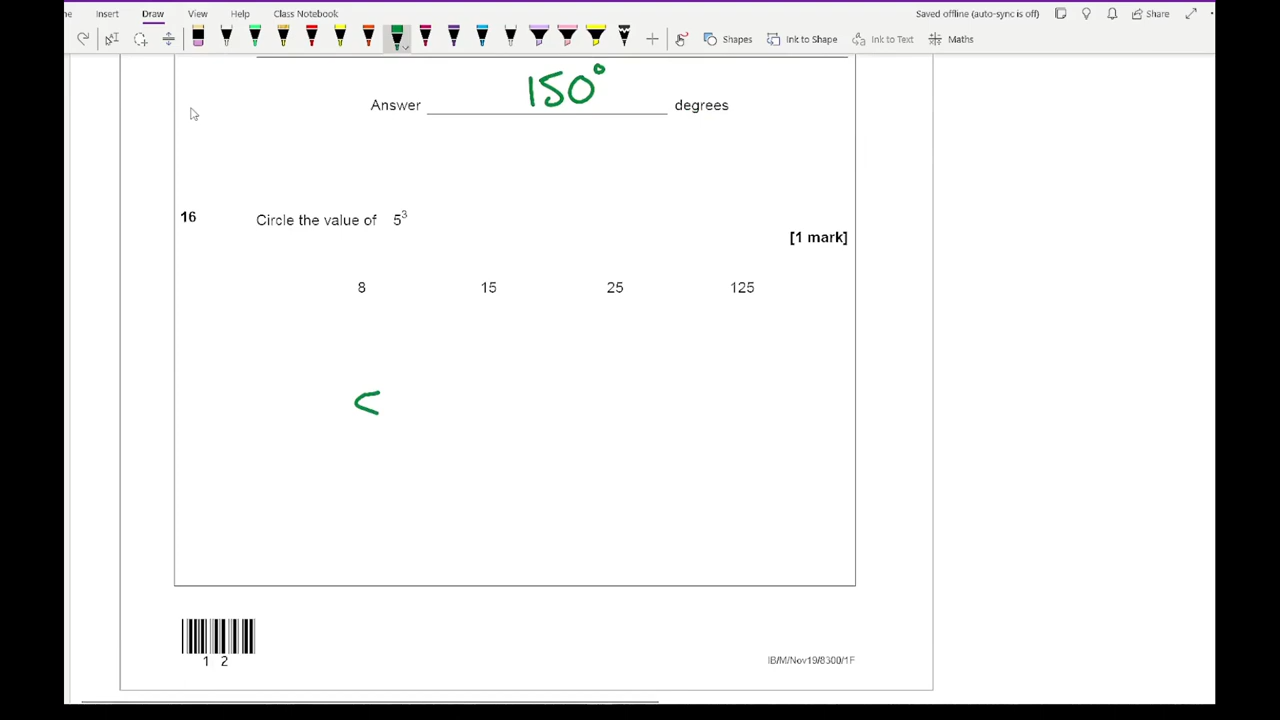 Insert Draw View Help Class Notebook Saved offline (auto-sync is off) Share
Shapes Ink to Shape Ink to Text Maths
150°
Answer degrees
16 Circle the value of 5³
[1 mark]
8 15 25 125
1 2
IB/M/Nov19/8300/1F